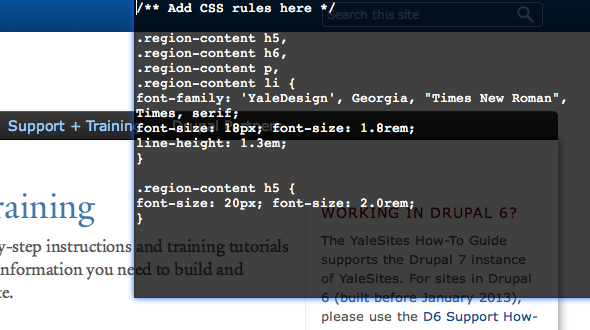 /** Add CSS rules here */
Search this site
.region-content h5,
.region-content h6,
.region-content p,
.region-content li {
font-family: 'YaleDesign', Georgia, "Times New Roman",
Times, serif;
Support + Training
Drupal Partners
font-size: 18px; font-size: 1.8rem;
line-height: 1.3em;
}
.region-content h5 {
font-size: 20px; font-size: 2.0rem;
}
raining
WORKING IN DRUPAL 6?
y-step instructions and training tutorials
nformation you need to build and
te.
The YaleSites How-To Guide
supports the Drupal 7 instance
of YaleSites. For sites in Drupal
6 (built before January 2013),
please use the D6 Support How-